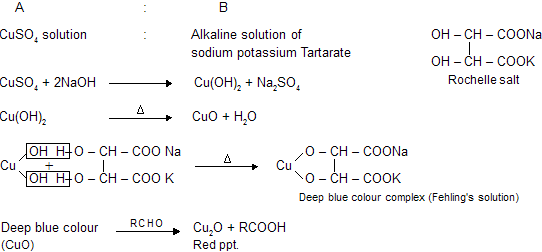 A : B
CuSO₄ solution : Alkaline solution of
sodium potassium Tartarate
OH – CH – COONa
OH – CH – COOK
Rochelle salt
CuSO₄ + 2NaOH → Cu(OH)₂ + Na₂SO₄
Cu(OH)₂ Δ → CuO + H₂O
OH H–O – CH – COO Na
Cu + Δ →
OH H–O – CH – COO K
O – CH – COONa
Cu
O – CH – COOK
Deep blue colour complex (Fehling's solution)
Deep blue colour RCHO → Cu₂O + RCOOH
(CuO) Red ppt.